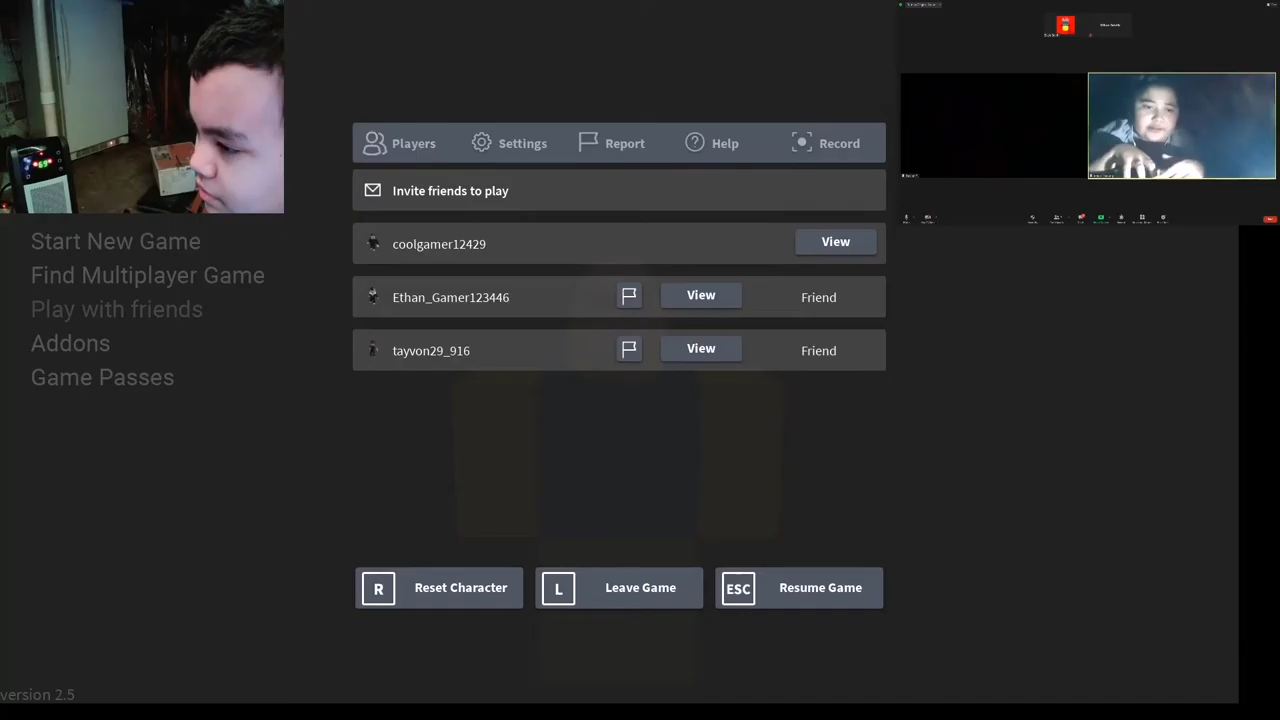 Players
Settings
Report
Help
Record
Invite friends to play
coolgamer12429
View
Ethan_Gamer123446
View
Friend
tayvon29_916
View
Friend
Start New Game
Find Multiplayer Game
Play with friends
Addons
Game Passes
R Reset Character
L Leave Game
ESC Resume Game
version 2.5